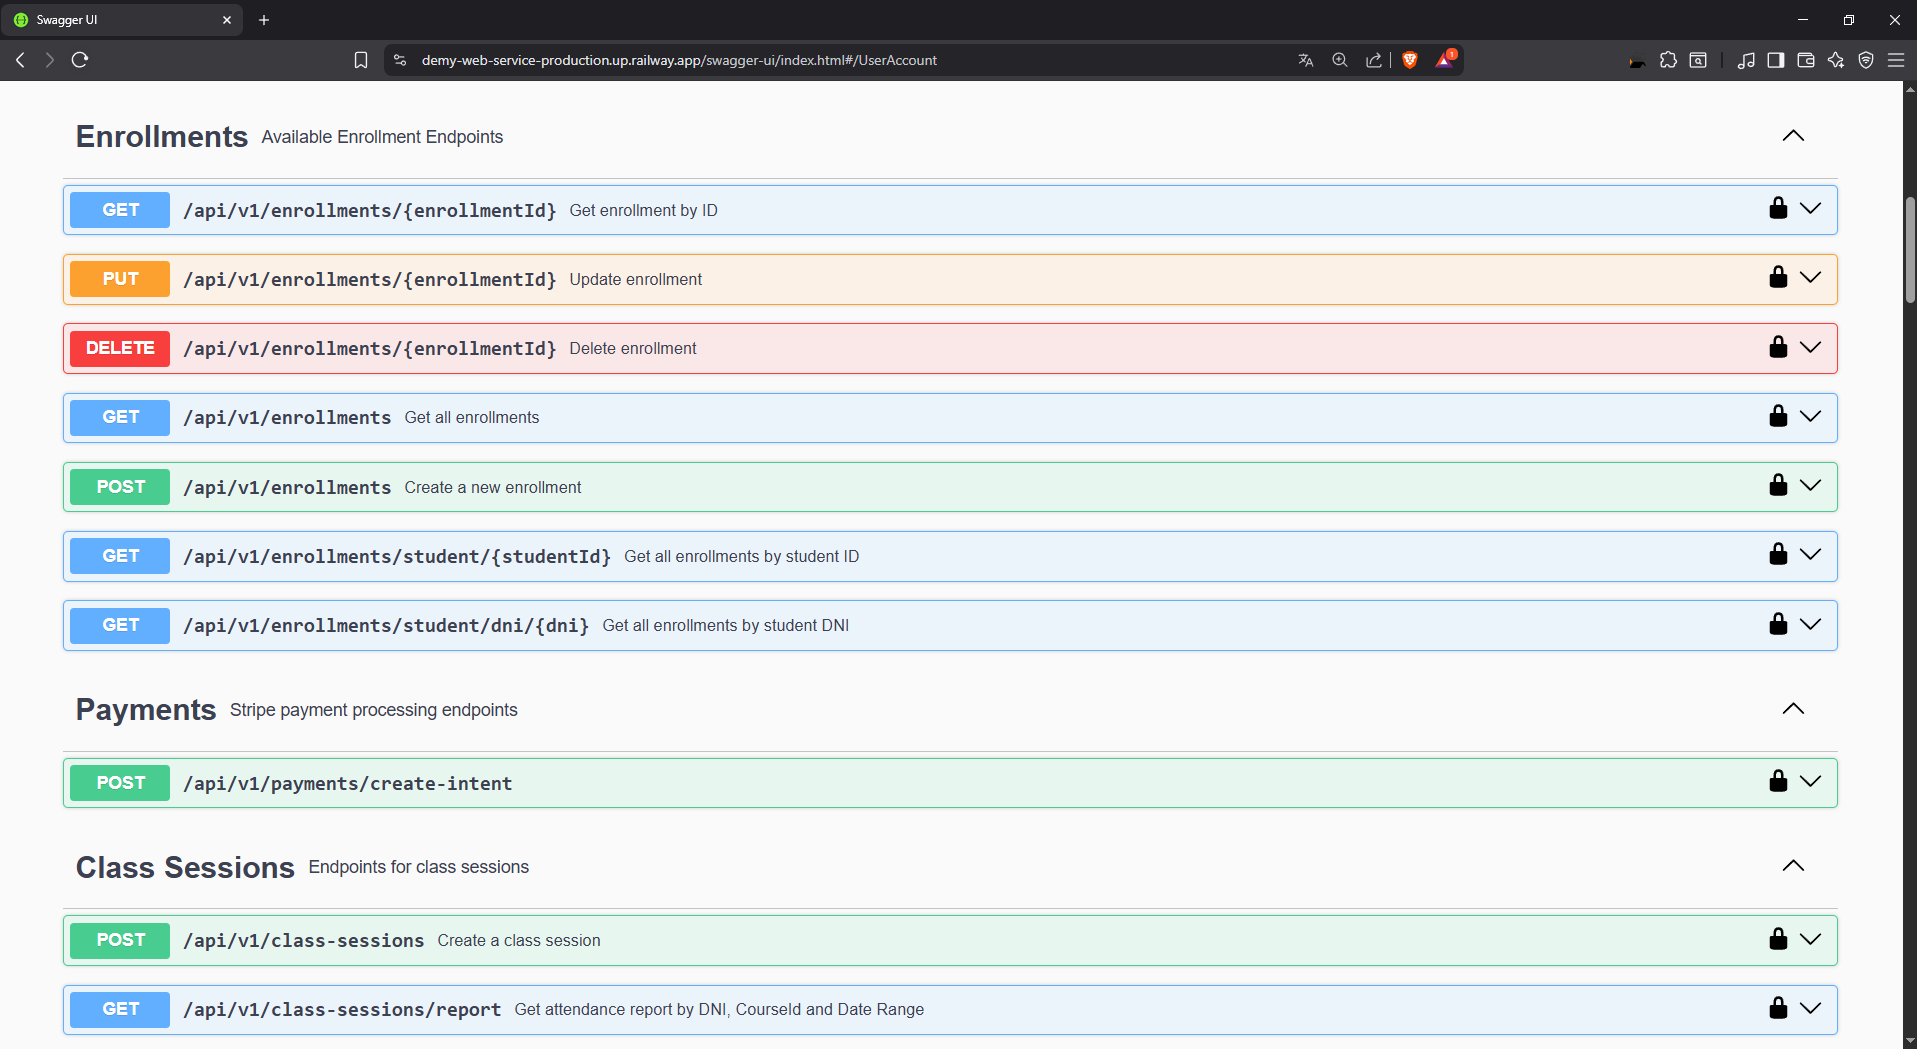 Swagger UI
demy-web-service-production.up.railway.app/swagger-ui/index.html#/UserAccount
1
Enrollments Available Enrollment Endpoints
GET /api/v1/enrollments/{enrollmentId} Get enrollment by ID
PUT /api/v1/enrollments/{enrollmentId} Update enrollment
DELETE /api/v1/enrollments/{enrollmentId} Delete enrollment
GET /api/v1/enrollments Get all enrollments
POST /api/v1/enrollments Create a new enrollment
GET /api/v1/enrollments/student/{studentId} Get all enrollments by student ID
GET /api/v1/enrollments/student/dni/{dni} Get all enrollments by student DNI
Payments Stripe payment processing endpoints
POST /api/v1/payments/create-intent
Class Sessions Endpoints for class sessions
POST /api/v1/class-sessions Create a class session
GET /api/v1/class-sessions/report Get attendance report by DNI, CourseId and Date Range